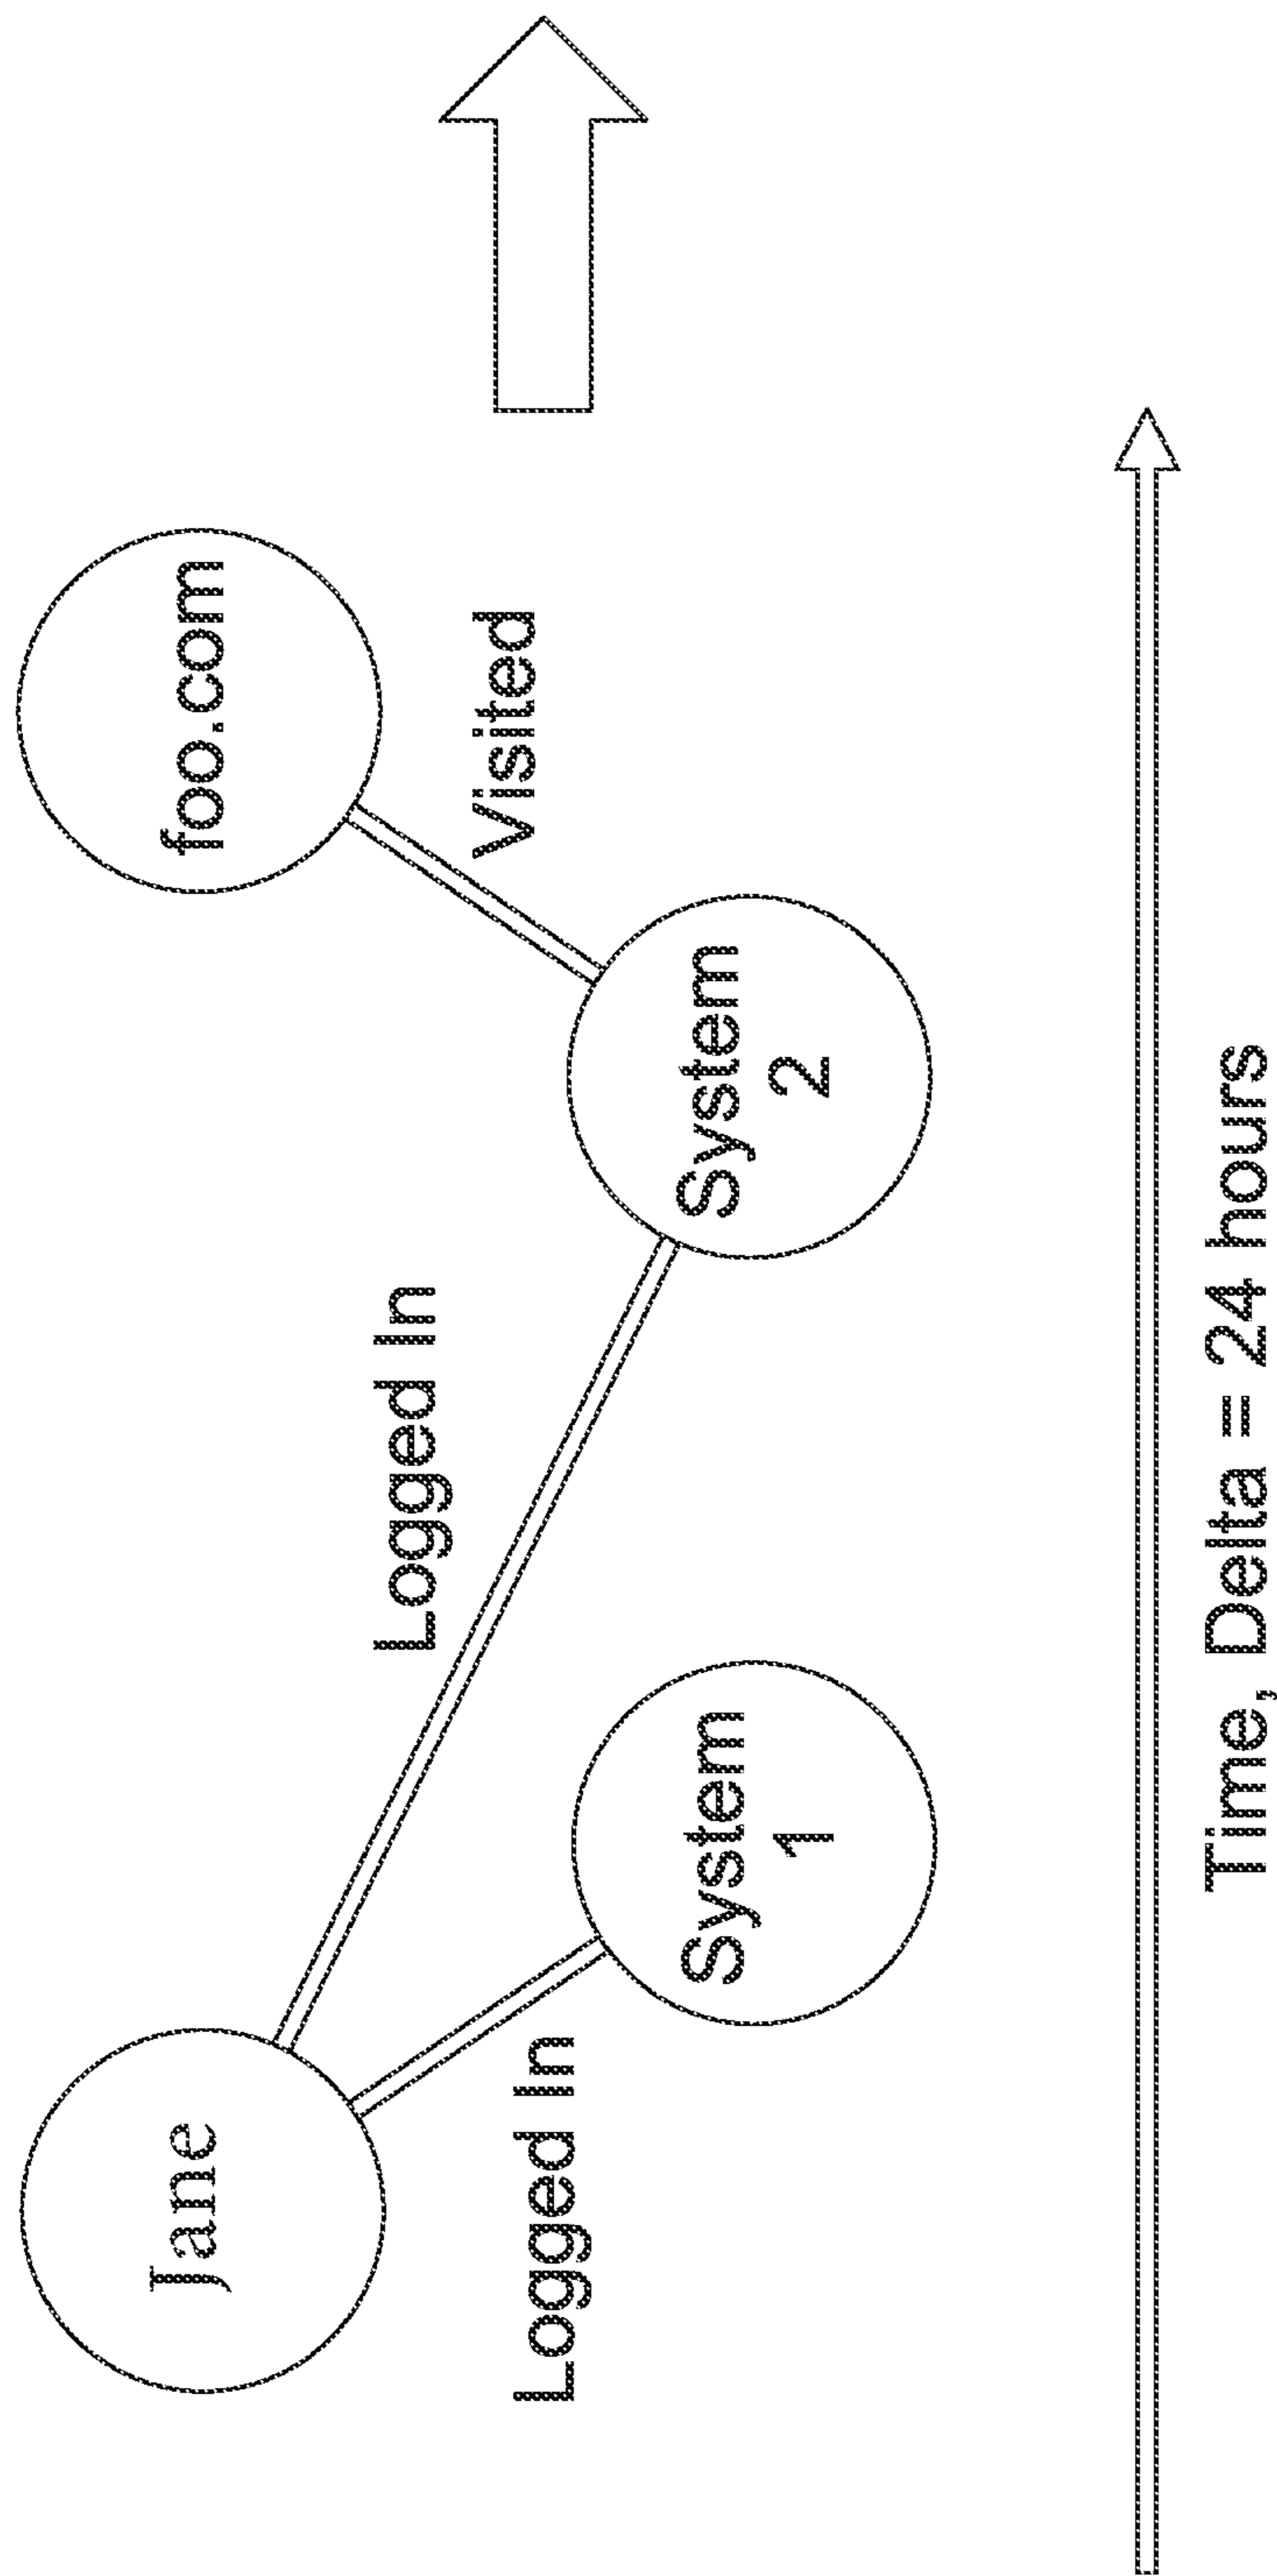 Jane
foo.com
Logged In
Visited
Logged In
System
1
System
2
Time, Delta = 24 hours